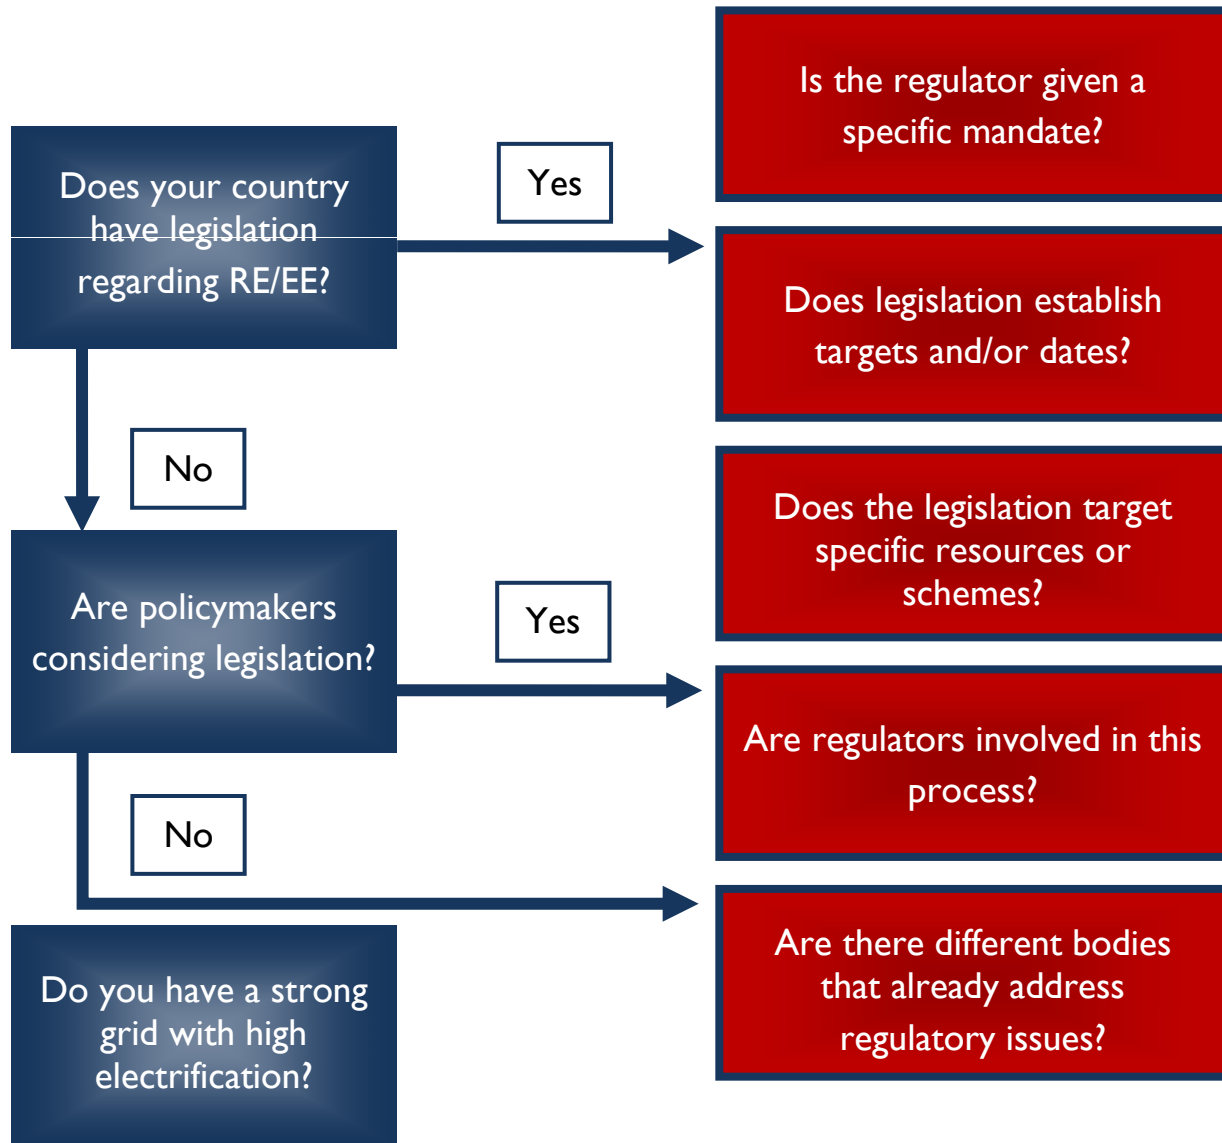 Does your country
have legislation
regarding RE/EE?
Yes
Is the regulator given a
specific mandate?
Does legislation establish
targets and/or dates?
No
Does the legislation target
specific resources or
schemes?
Are policymakers
considering legislation?
Yes
Are regulators involved in this
process?
No
Are there different bodies
that already address
regulatory issues?
Do you have a strong
grid with high
electrification?